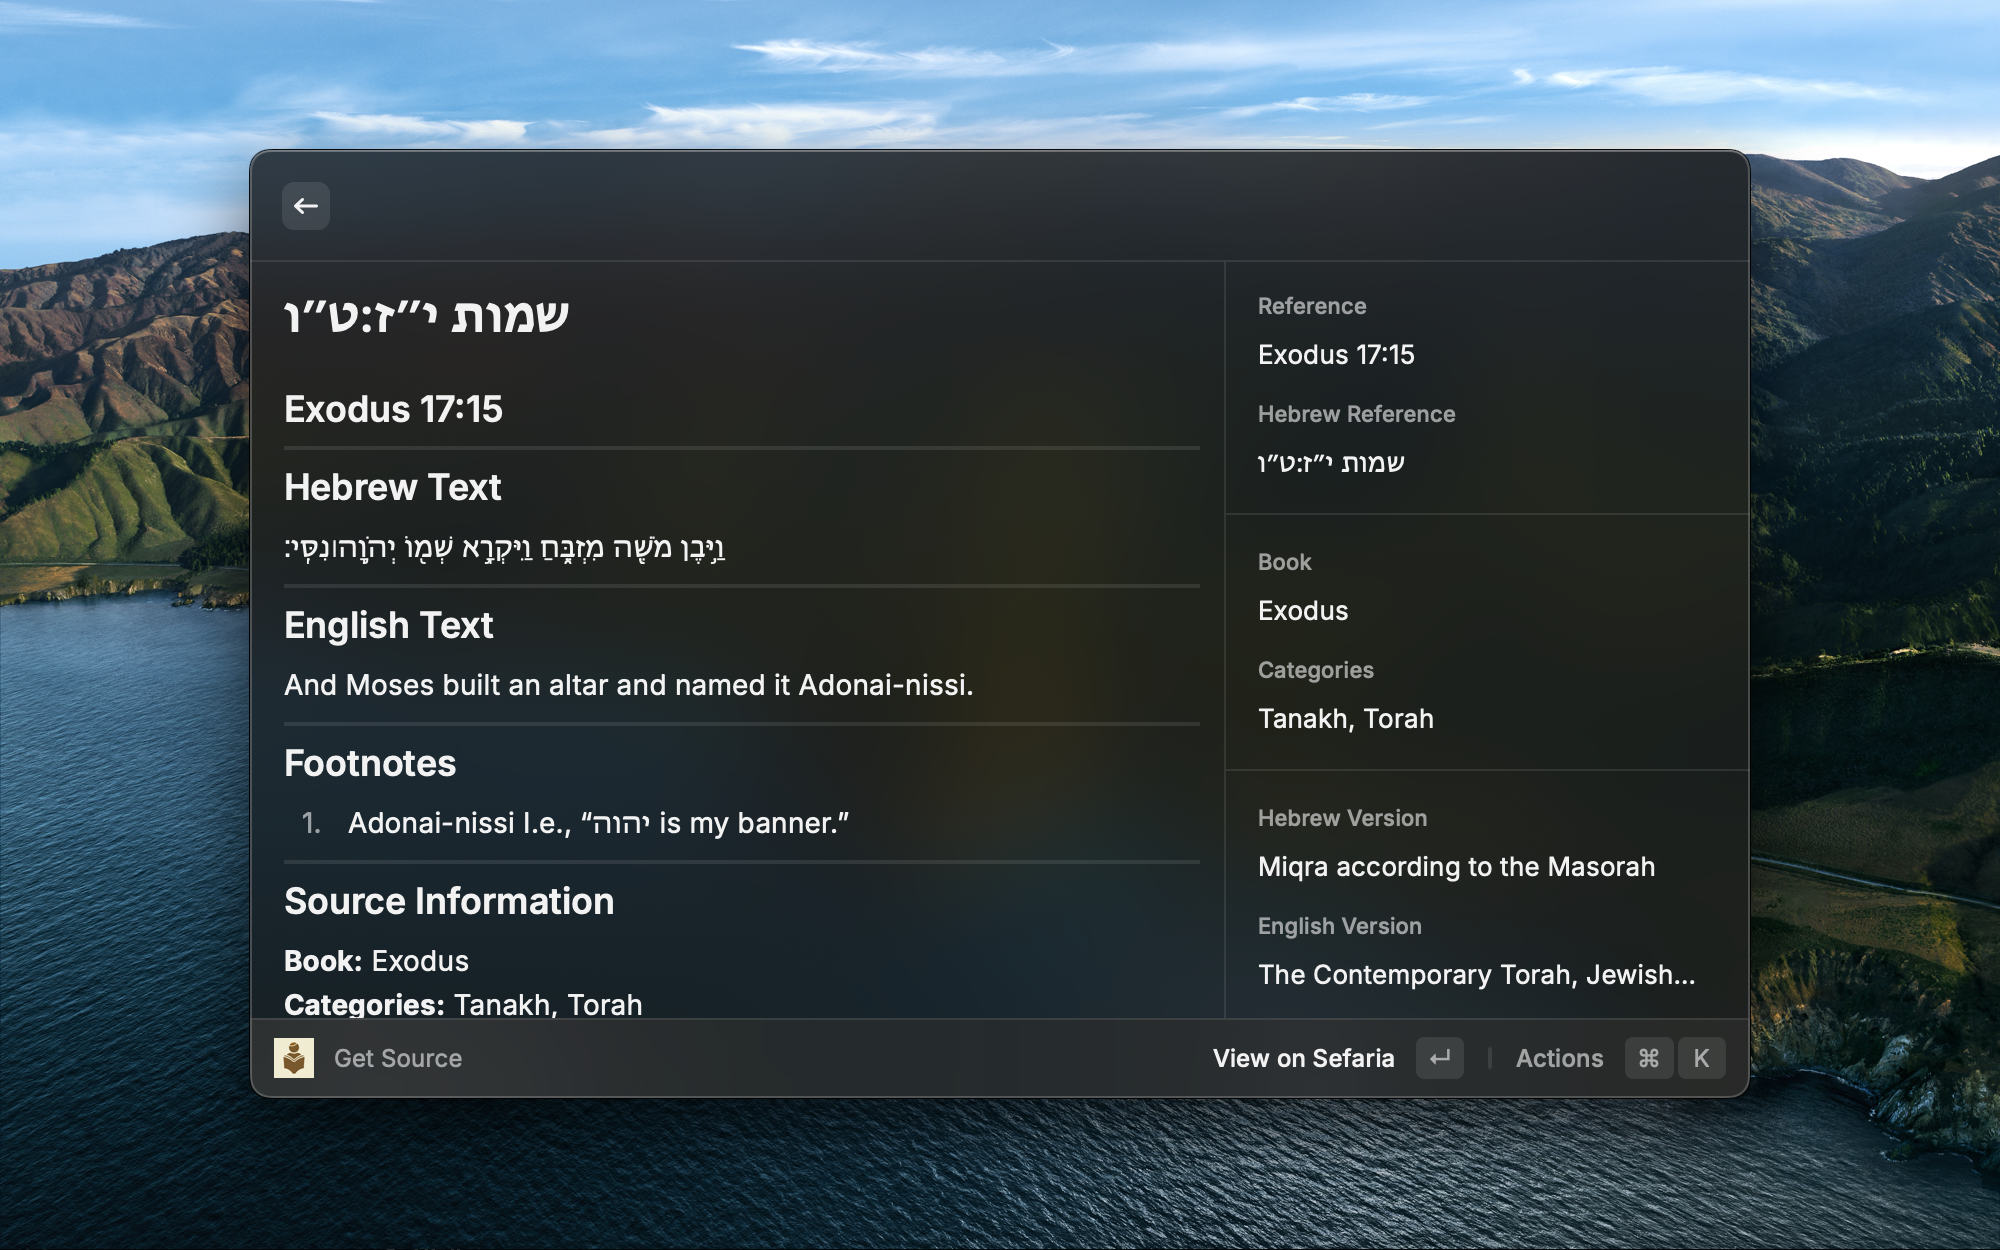 שמות י״ז:ט״ו
Exodus 17:15
Hebrew Text
וַיִּ֥בֶן מֹשֶׁ֖ה מִזְבֵּ֑חַ וַיִּקְרָ֥א שְׁמ֖וֹ יְהֹוָ֥ה׀נִסִּֽי׃
English Text
And Moses built an altar and named it Adonai-nissi.
Footnotes
1. Adonai-nissi I.e., “יהוה is my banner.”
Source Information
Book: Exodus
Categories: Tanakh, Torah
Reference
Exodus 17:15
Hebrew Reference
שמות י״ז:ט״ו
Book
Exodus
Categories
Tanakh, Torah
Hebrew Version
Miqra according to the Masorah
English Version
The Contemporary Torah, Jewish...
Get Source
View on Sefaria
Actions ⌘ K